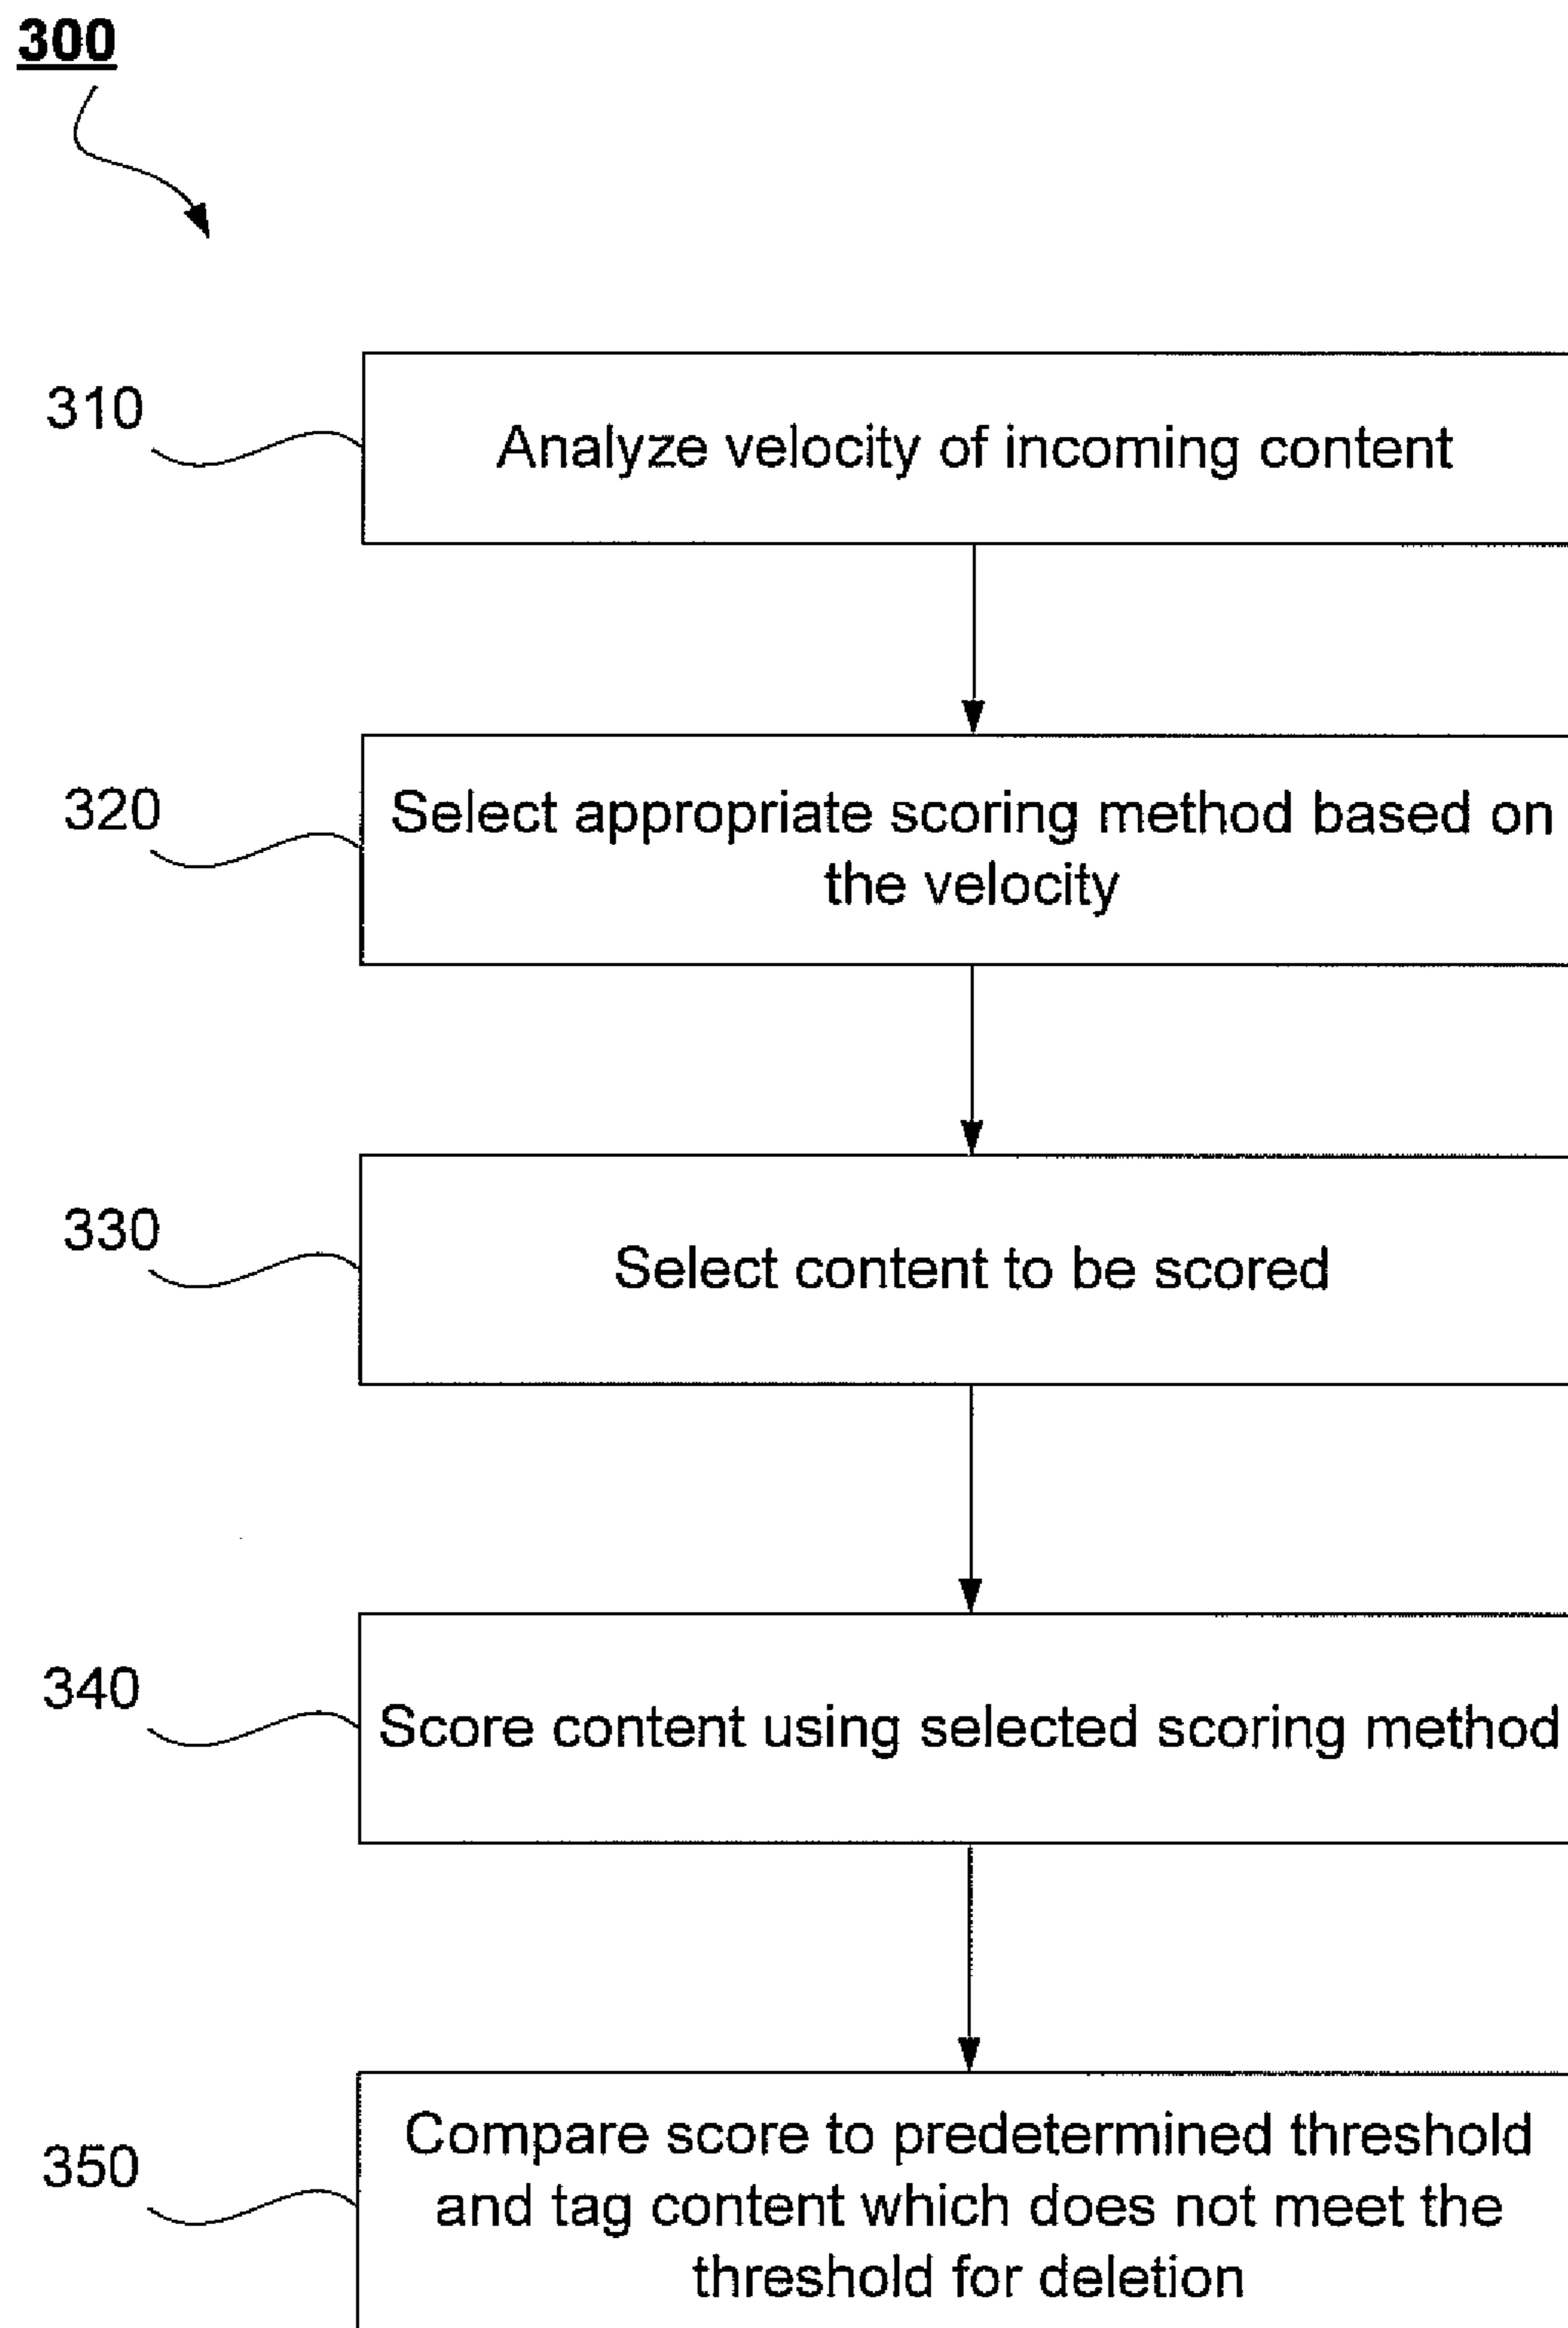 300
310
Analyze velocity of incoming content
320
Select appropriate scoring method based on
the velocity
330
Select content to be scored
340
Score content using selected scoring method
350
Compare score to predetermined threshold
and tag content which does not meet the
threshold for deletion